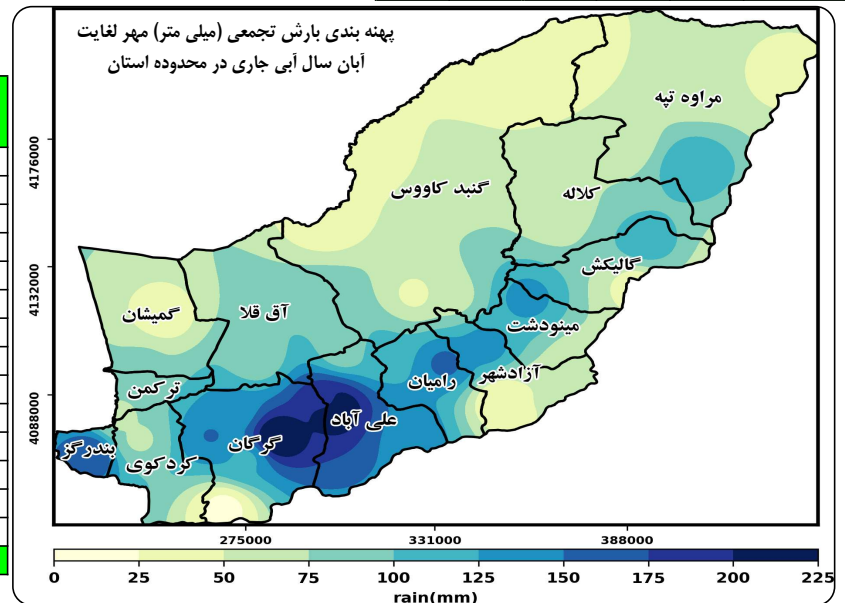 پهنه بندی بارش تجمعی (میلی متر) مهر لغایت
آبان سال آبی جاری در محدوده استان
مراوه تپه
گنبد کاووس
کلاله
گالیکش
گمیشان
آق قلا
مینودشت
آزادشهر
رامیان
ترکمن
علی آباد
گرگان
کردکوی
بندرگز
4176000
4132000
4088000
275000
331000
388000
0 25 50 75 100 125 150 175 200 225
rain(mm)